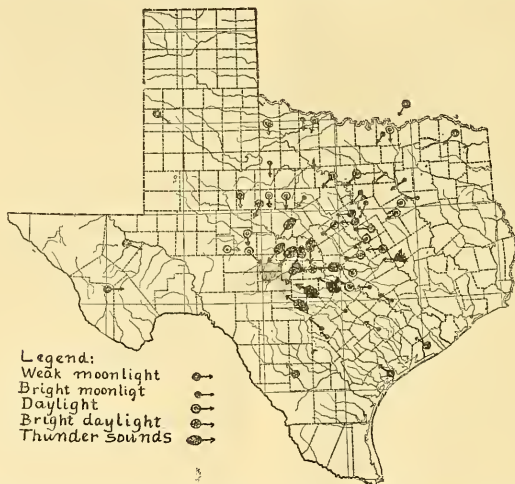 Legend:
Weak moonlight
Bright moonligt
Daylight
Bright daylight
Thunder sounds